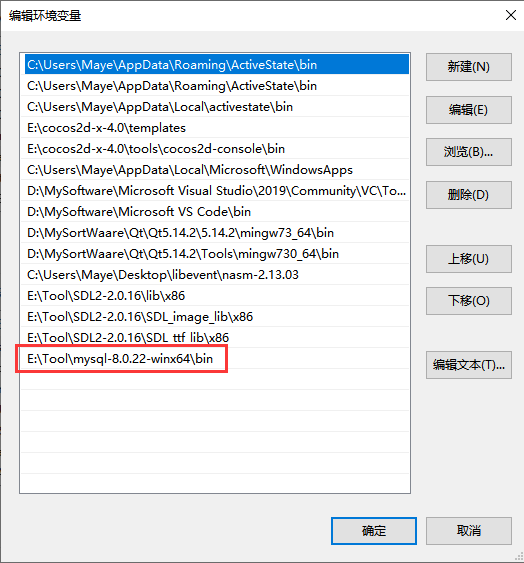 编辑环境变量
C:\Users\Maye\AppData\Roaming\ActiveState\bin
C:\Users\Maye\AppData\Roaming\ActiveState\bin
C:\Users\Maye\AppData\Local\activestate\bin
E:\cocos2d-x-4.0\templates
E:\cocos2d-x-4.0\tools\cocos2d-console\bin
C:\Users\Maye\AppData\Local\Microsoft\WindowsApps
D:\MySoftware\Microsoft Visual Studio\2019\Community\VC\To...
D:\MySoftware\Microsoft VS Code\bin
D:\MySortWaare\Qt\Qt5.14.2\5.14.2\mingw73_64\bin
D:\MySortWaare\Qt\Qt5.14.2\Tools\mingw730_64\bin
C:\Users\Maye\Desktop\libevent\nasm-2.13.03
E:\Tool\SDL2-2.0.16\lib\x86
E:\Tool\SDL2-2.0.16\SDL_image_lib\x86
E:\Tool\SDL2-2.0.16\SDL_ttf_lib\x86
E:\Tool\mysql-8.0.22-winx64\bin
新建(N)
编辑(E)
浏览(B)...
删除(D)
上移(U)
下移(O)
编辑文本(T)...
确定
取消